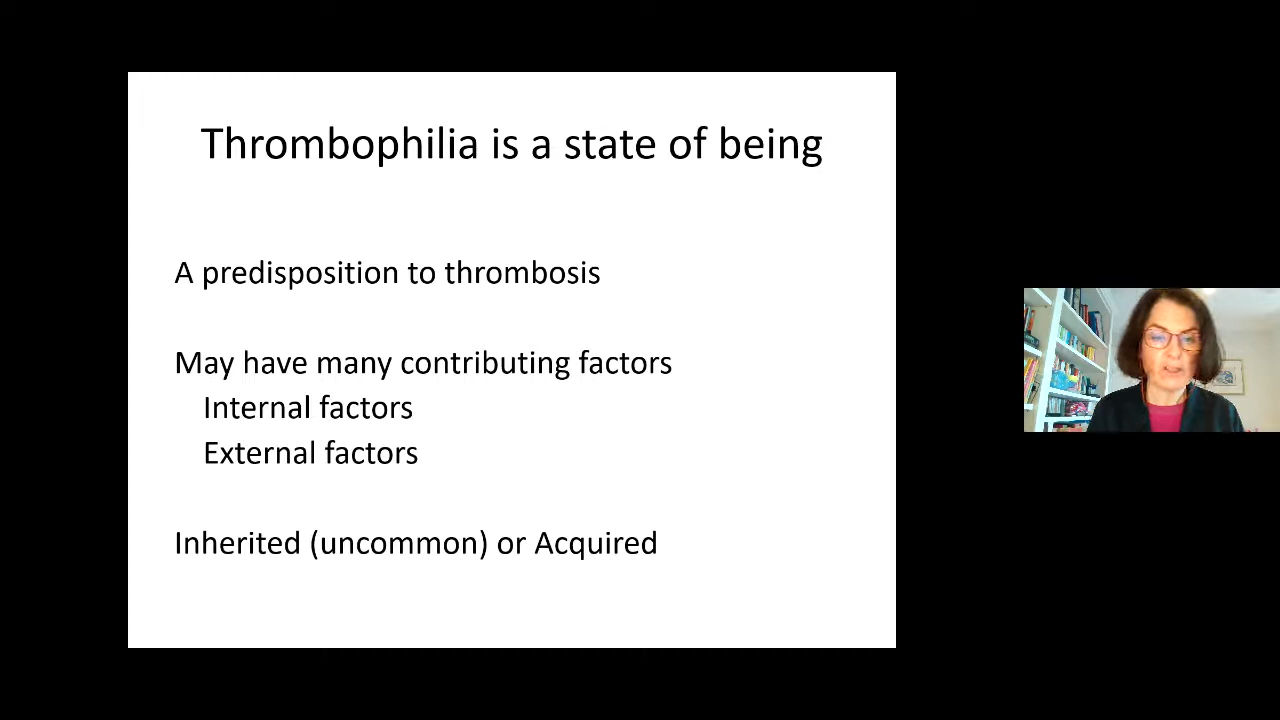 Thrombophilia is a state of being
A predisposition to thrombosis
May have many contributing factors
Internal factors
External factors
Inherited (uncommon) or Acquired